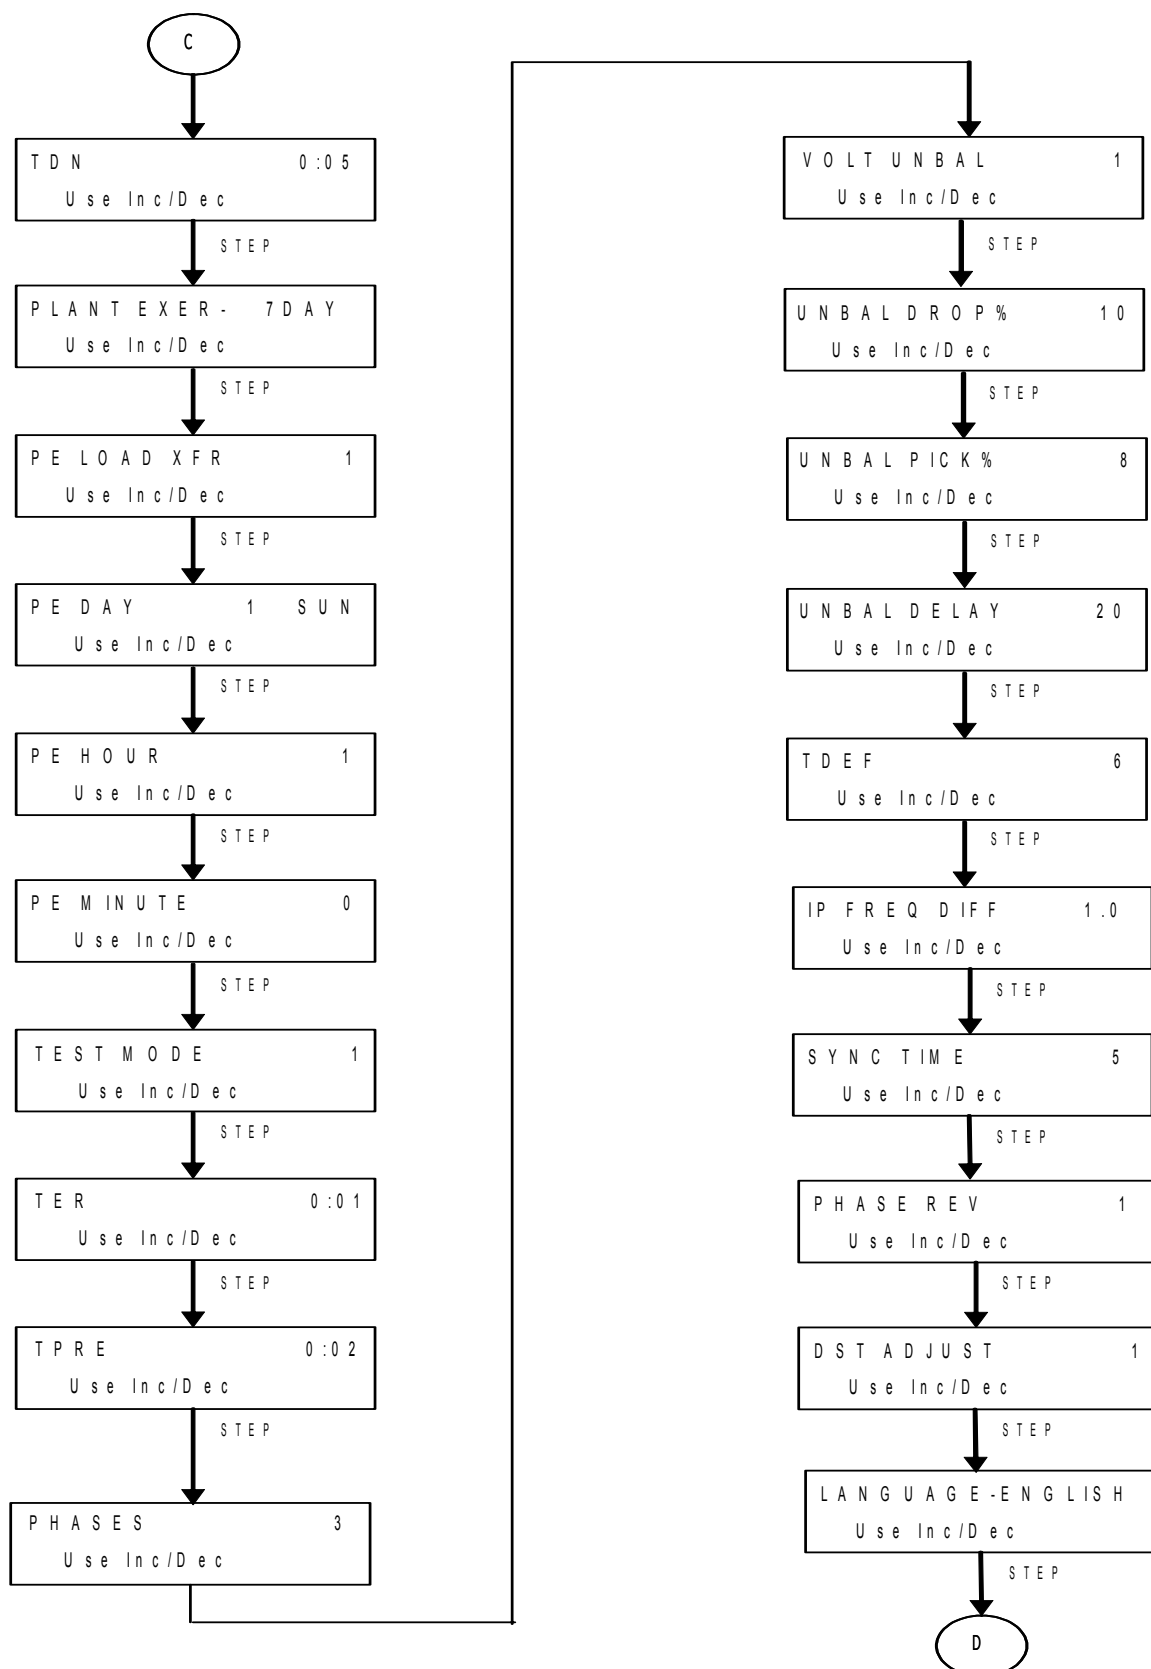 C
TDN 0:05
Use Inc/Dec
STEP
PLANT EXER- 7DAY
Use Inc/Dec
STEP
PE LOAD XFR 1
Use Inc/Dec
STEP
PE DAY 1 SUN
Use Inc/Dec
STEP
PE HOUR 1
Use Inc/Dec
STEP
PE MINUTE 0
Use Inc/Dec
STEP
TEST MODE 1
Use Inc/Dec
STEP
TER 0:01
Use Inc/Dec
STEP
TPRE 0:02
Use Inc/Dec
STEP
PHASES 3
Use Inc/Dec
VOLT UNBAL 1
Use Inc/Dec
STEP
UNBAL DROP% 10
Use Inc/Dec
STEP
UNBAL PICK% 8
Use Inc/Dec
STEP
UNBAL DELAY 20
Use Inc/Dec
STEP
TDEF 6
Use Inc/Dec
STEP
IP FREQ DIFF 1.0
Use Inc/Dec
STEP
SYNC TIME 5
Use Inc/Dec
STEP
PHASE REV 1
Use Inc/Dec
STEP
DST ADJUST 1
Use Inc/Dec
STEP
LANGUAGE-ENGLISH
Use Inc/Dec
STEP
D